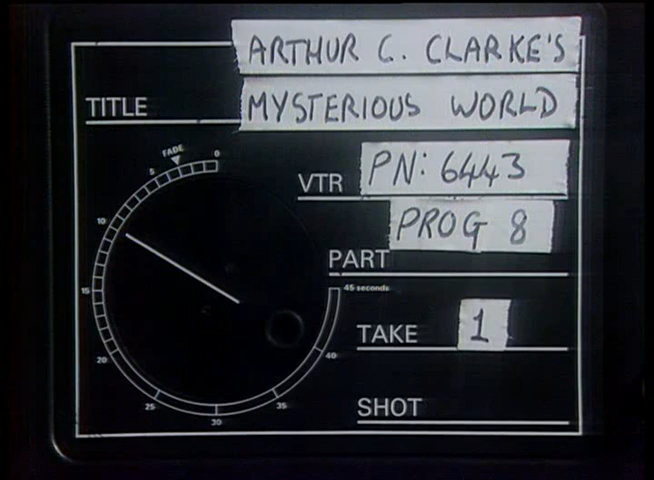 ARTHUR C. CLARKE'S
TITLE MYSTERIOUS WORLD
FADE
0
5
10
15
20
25
30
35
40
45 seconds
VTR PN: 6443
PROG 8
PART
TAKE 1
SHOT